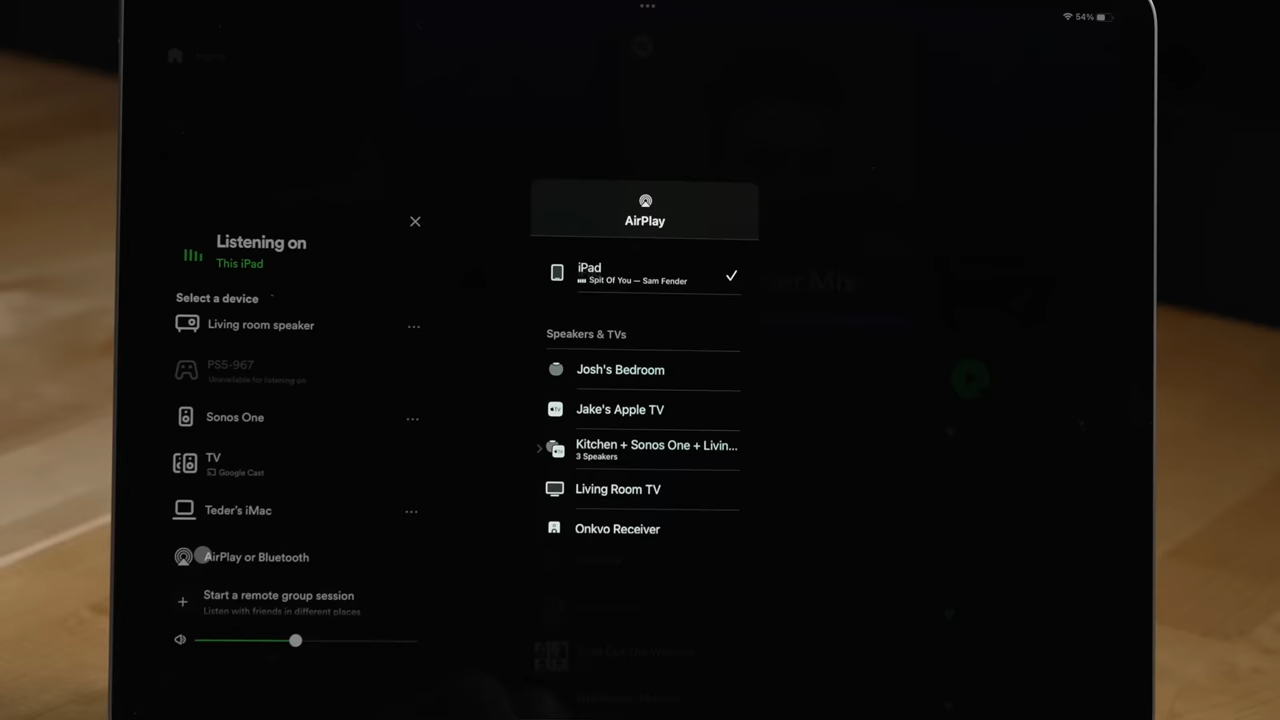 54%
Home
Listening on
This iPad
Select a device
Living room speaker
PS5-967
Unavailable for listening on
Sonos One
TV
Google Cast
Teder's iMac
AirPlay or Bluetooth
Start a remote group session
Listen with friends in different places
AirPlay
iPad
Spit Of You — Sam Fender
Speakers & TVs
Josh's Bedroom
Jake's Apple TV
tv
Kitchen + Sonos One + Livin...
3 Speakers
Living Room TV
Onkyo Receiver